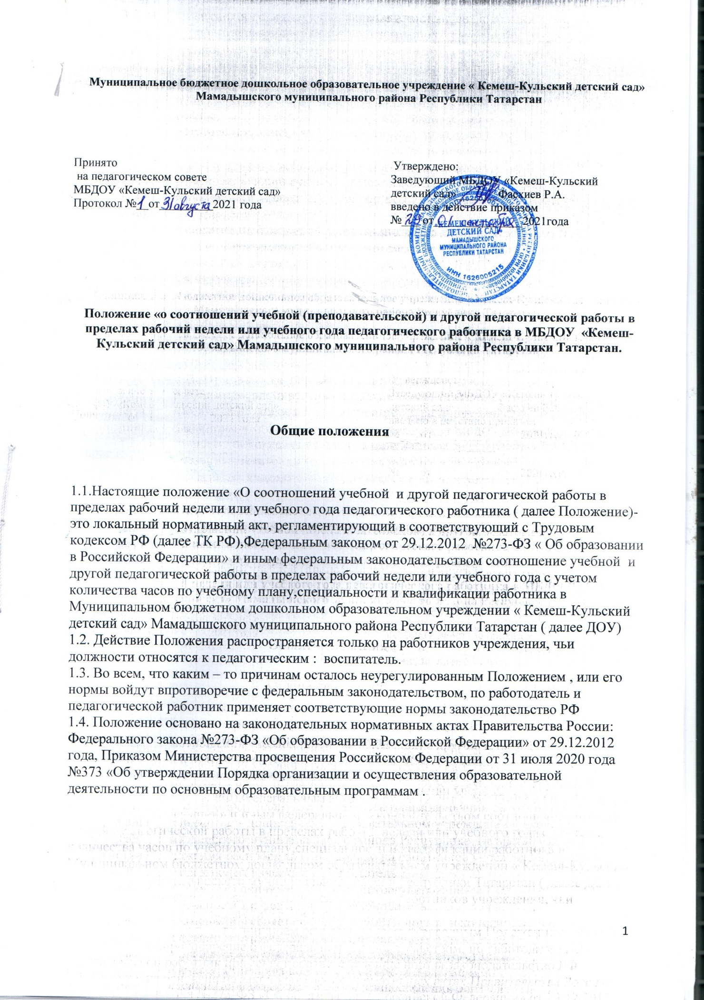 Муниципальное бюджетное дошкольное образовательное учреждение « Кемеш-Кульский детский сад»
Мамадышского муниципального района Республики Татарстан
Принято
на педагогическом совете
МБДОУ «Кемеш-Кульский детский сад»
Протокол № 1 от 31 августа 2021 года
Утверждено:
Заведующий МБДОУ «Кемеш-Кульский
детский сад» Фасхиев Р.А.
введено в действие приказом
№ 29 от 01 сентября 2021года
«КЕМЕШ-КУЛЬСКИЙ
ДЕТСКИЙ САД»
МАМАДЫШСКОГО
МУНИЦИПАЛЬНОГО РАЙОНА
РЕСПУБЛИКИ ТАТАРСТАН
ИНН 1626005215
Положение «о соотношений учебной (преподавательской) и другой педагогической работы в
пределах рабочий недели или учебного года педагогического работника в МБДОУ «Кемеш-
Кульский детский сад» Мамадышского муниципального района Республики Татарстан.
Общие положения
1.1.Настоящие положение «О соотношений учебной и другой педагогической работы в
пределах рабочий недели или учебного года педагогического работника ( далее Положение)-
это локальный нормативный акт, регламентирующий в соответствующий с Трудовым
кодексом РФ (далее ТК РФ),Федеральным законом от 29.12.2012 №273-ФЗ « Об образовании
в Российской Федерации» и иным федеральным законодательством соотношение учебной и
другой педагогической работы в пределах рабочий недели или учебного года с учетом
количества часов по учебному плану,специальности и квалификации работника в
Муниципальном бюджетном дошкольном образовательном учреждении « Кемеш-Кульский
детский сад» Мамадышского муниципального района Республики Татарстан ( далее ДОУ)
1.2. Действие Положения распространяется только на работников учреждения, чьи
должности относятся к педагогическим : воспитатель.
1.3. Во всем, что каким – то причинам осталось неурегулированным Положением , или его
нормы войдут впротиворечие с федеральным законодательством, по работодатель и
педагогической работник применяет соответствующие нормы законодательство РФ
1.4. Положение основано на законодательных нормативных актах Правительства России:
Федерального закона №273-ФЗ «Об образовании в Российской Федерации» от 29.12.2012
года, Приказом Министерства просвещения Российском Федерации от 31 июля 2020 года
№373 «Об утверждении Порядка организации и осуществления образовательной
деятельности по основным образовательным программам .
1